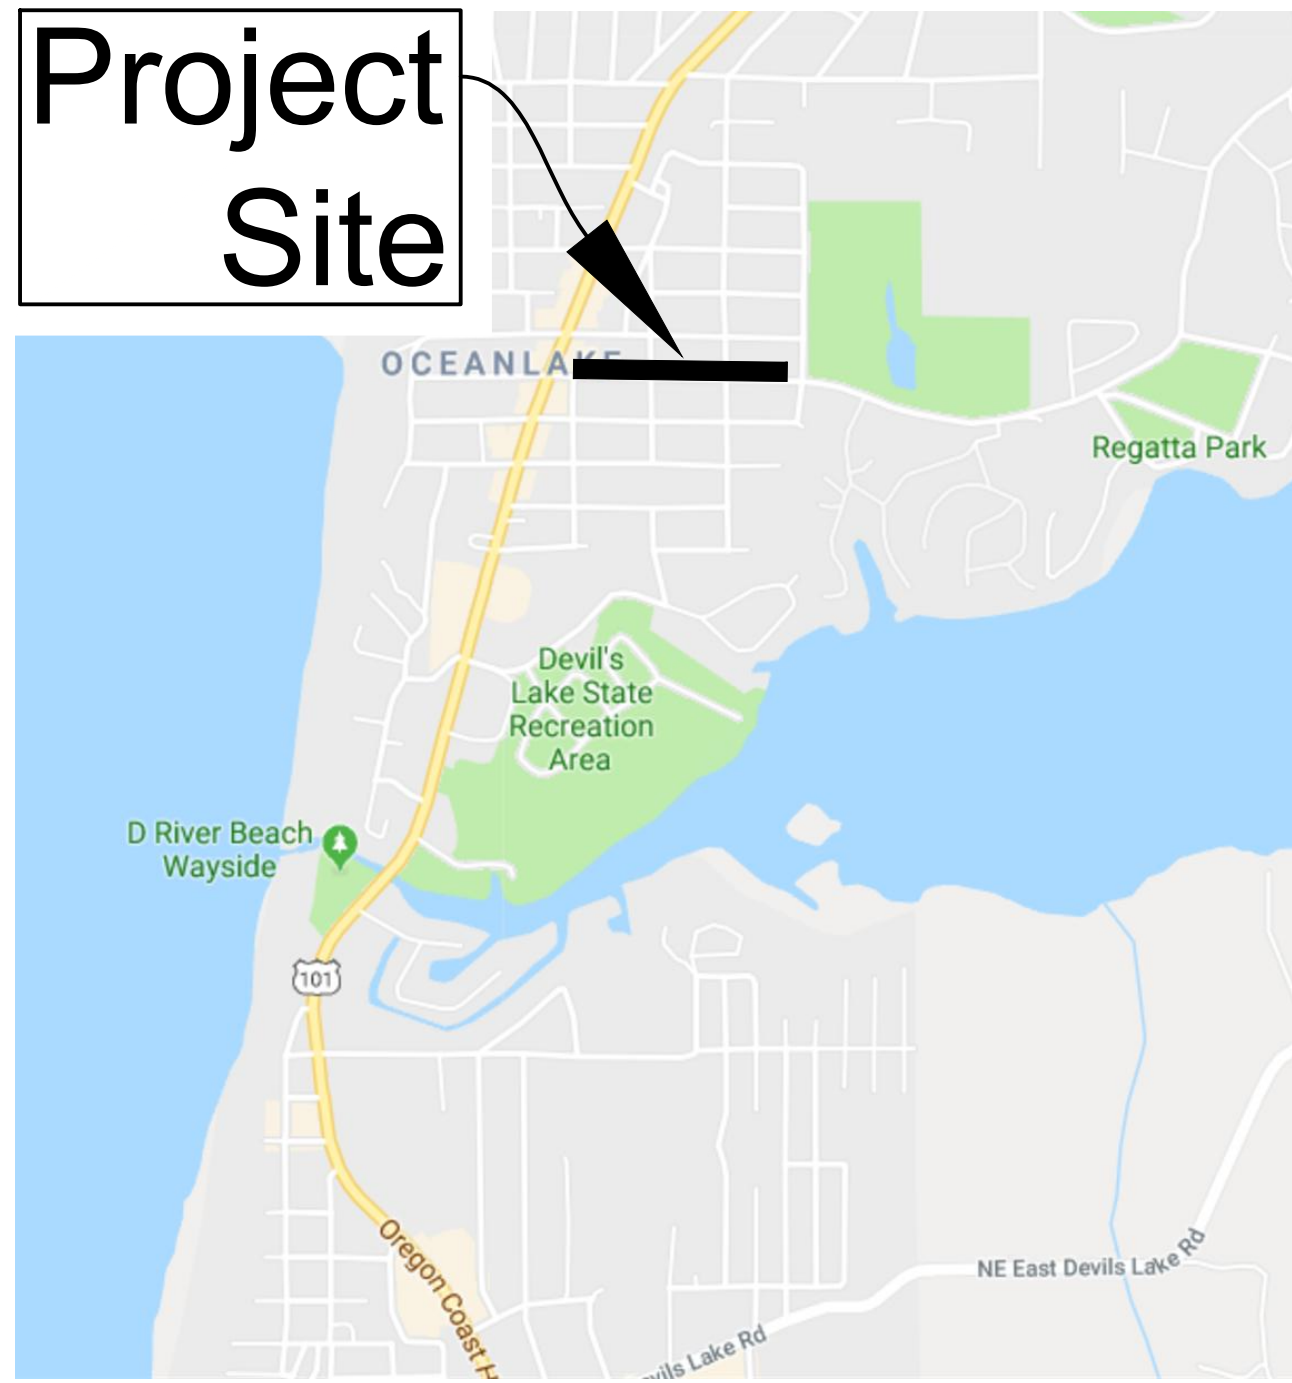 Project
Site
OCEANLAKE
Regatta Park
Devil's
Lake State
Recreation
Area
D River Beach
Wayside
101
Oregon Coast H
NE East Devils Lake Rd
vils Lake Rd